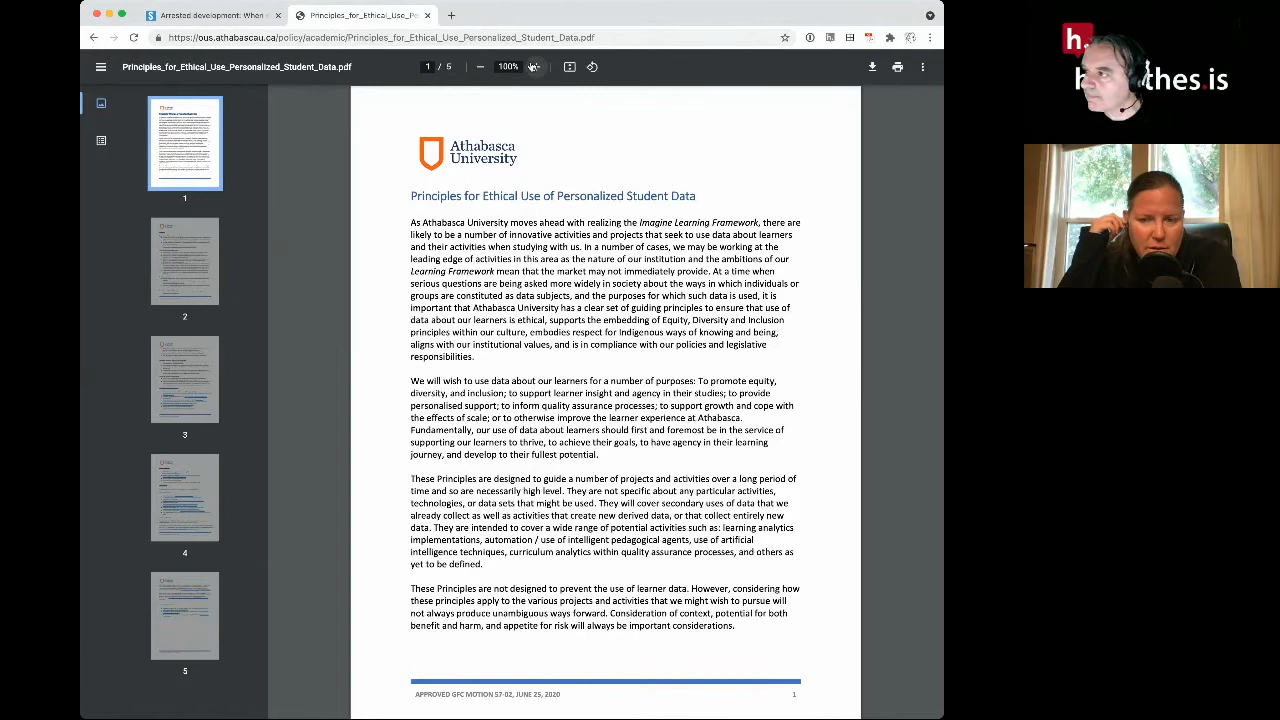 Arrested development: When e
Principles_for_Ethical_Use_Pe
https://ous.athabascau.ca/policy/academic/Principles_for_Ethical_Use_Personalized_Student_Data.pdf
Principles_for_Ethical_Use_Personalized_Student_Data.pdf
1 / 5
100%
1
2
3
4
5
Athabasca
University
Principles for Ethical Use of Personalized Student Data
As Athabasca University moves ahead with realizing the Imagine Learning Framework, there are
likely to be a number of innovative activities and projects that seek to use data about learners
and their activities when studying with us. In a number of cases, we may be working at the
leading edge of activities in the area as the nature of our institution and the ambitions of our
Learning Framework mean that the market may not immediately provide. At a time when
serious questions are being asked more widely in society about the ways in which individuals or
groups are constituted as data subjects, and the purposes for which such data is used, it is
important that Athabasca University has a clear set of guiding principles to ensure that use of
data about our learners is ethical, supports the embedding of Equity, Diversity and Inclusion
principles within our culture, embodies respect for Indigenous ways of knowing and being,
aligns with our institutional values, and is in compliance with our policies and legislative
responsibilities.
We will wish to use data about our learners for a number of purposes: To promote equity,
diversity, and inclusion; to support learner insight and agency in their studies; to provide
personalised support; to inform quality assurance processes; to support growth and cope with
the effects of scale; or to otherwise improve the learner experience at Athabasca.
Fundamentally, our use of data about learners should first and foremost be in the service of
supporting our learners to thrive, to achieve their goals, to have agency in their learning
journey, and develop to their fullest potential.
These Principles are designed to guide a number of projects and activities over a long period of
time and so are necessarily high level. They are not specific about any particular activities,
technologies, or data sets that might be used. They will cover secondary uses of data that we
already collect as well as activities that create new derived data, or that collect entirely new
data. They are intended to cover a wide range of potential activities such as: learning analytics
implementations, automation / use of intelligent pedagogical agents, use of artificial
intelligence techniques, curriculum analytics within quality assurance processes, and others as
yet to be defined.
These Principles are not designed to prevent the use of learner data. However, considering how
these principles apply to the various projects and activities that we might wish to pursue will
not always produce unambiguous ways forward. Consideration of context, potential for both
benefit and harm, and appetite for risk will always be important considerations.
APPROVED GFC MOTION 57-02, JUNE 25, 2020
1
h.
h
thes.is